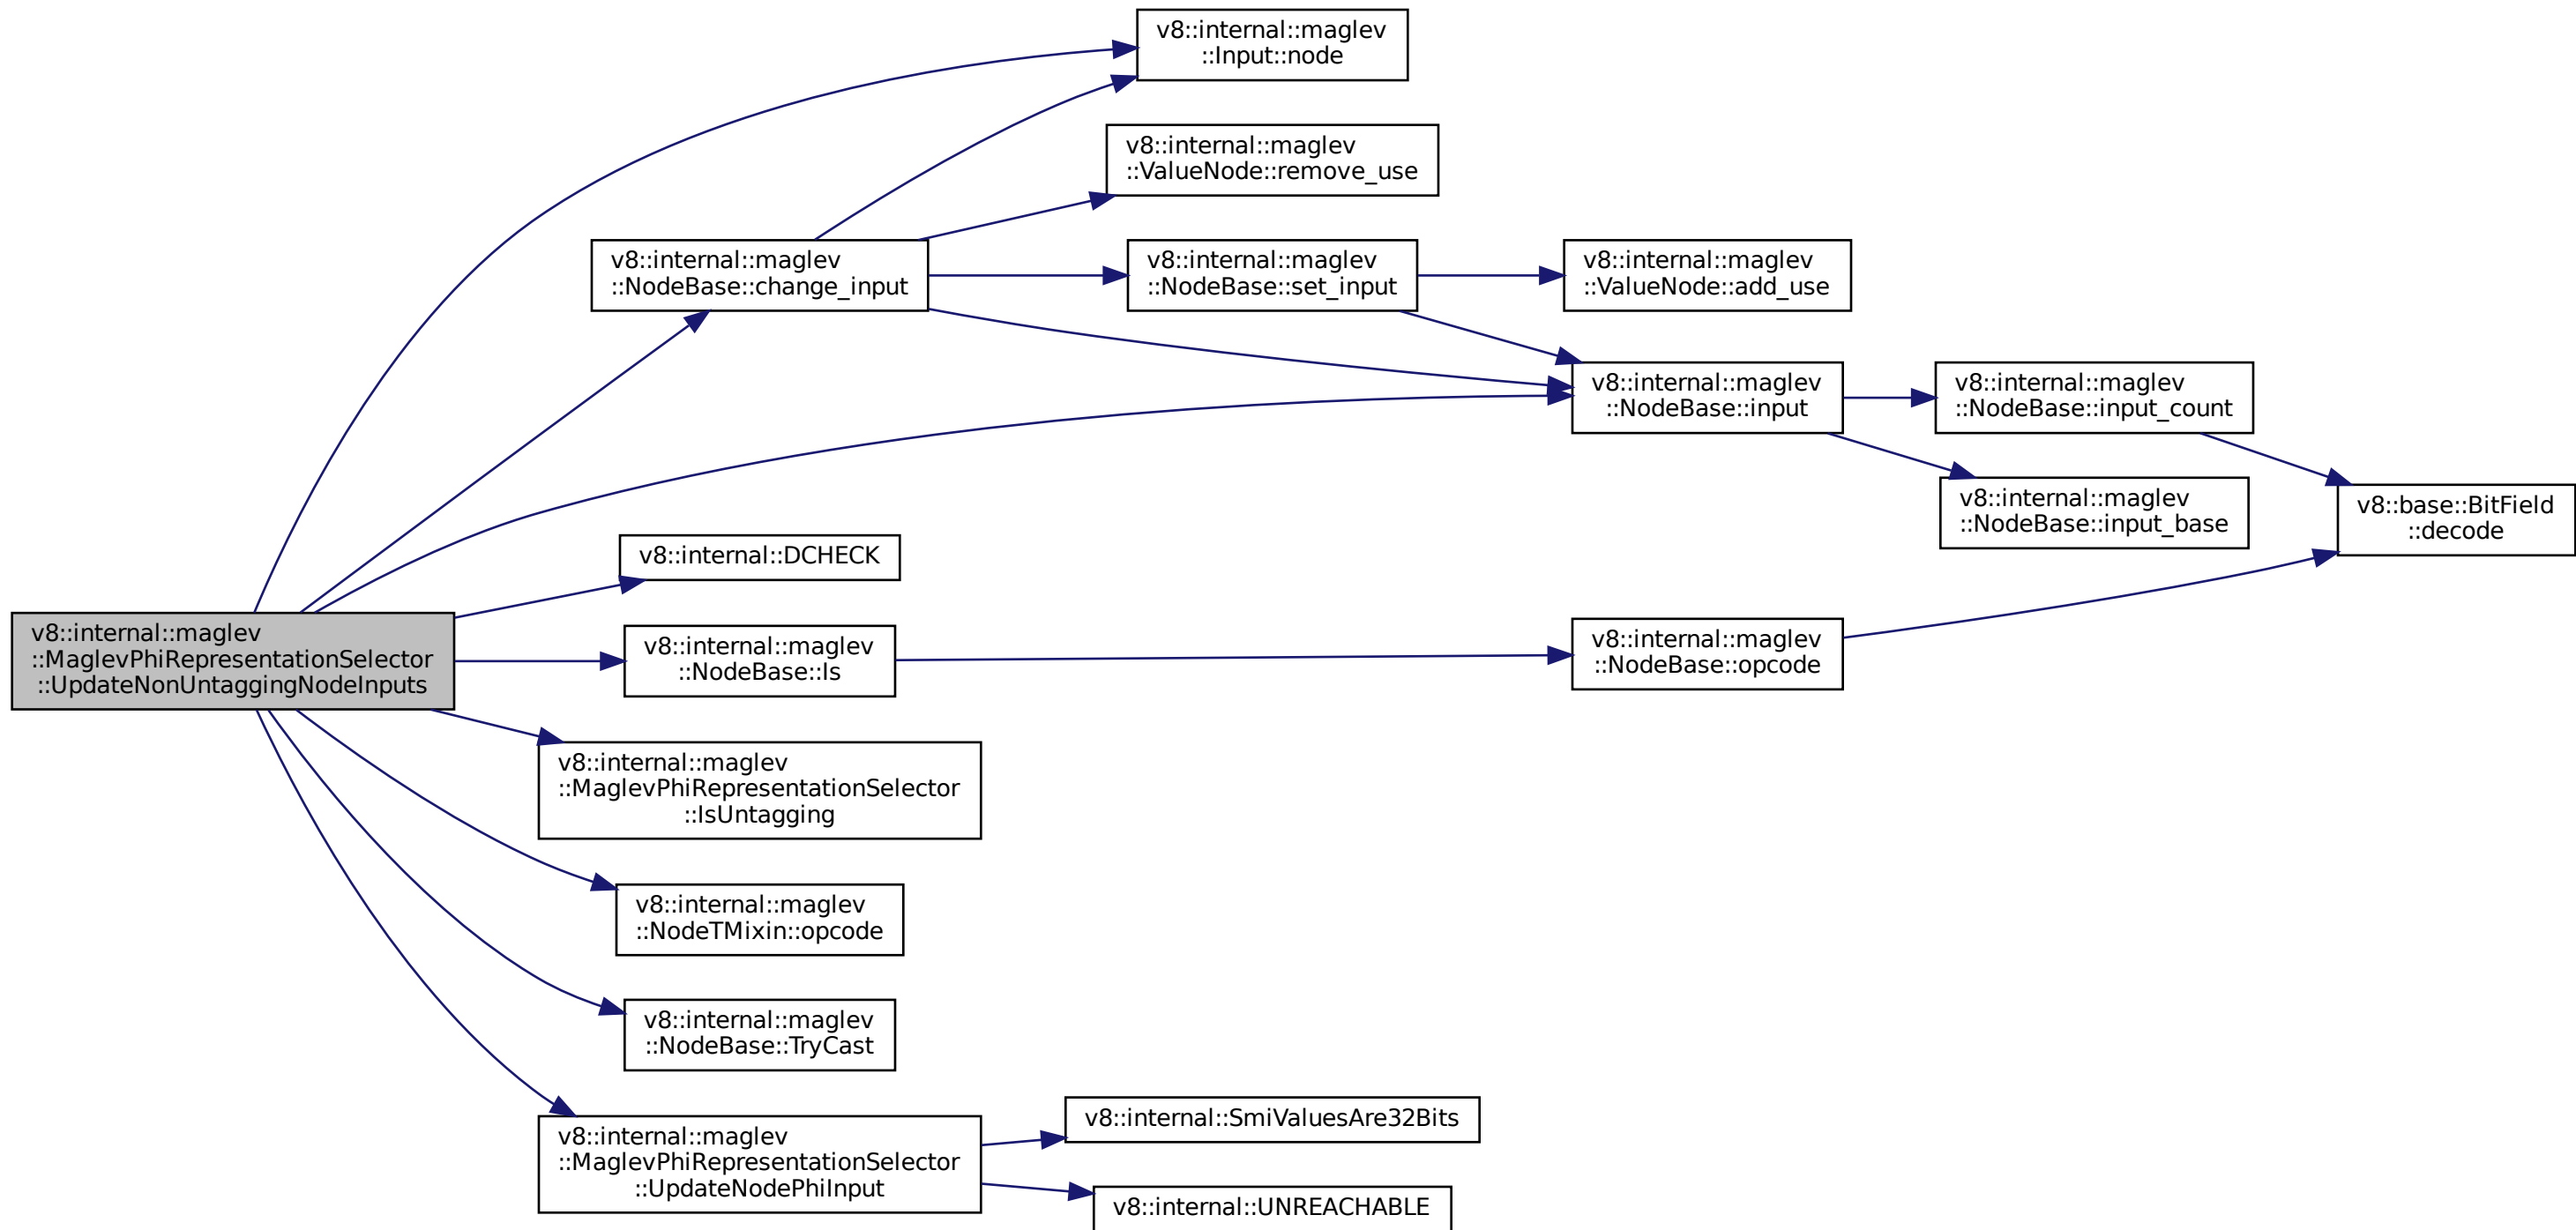 v8::internal::maglev
::Input::node
v8::internal::maglev
::ValueNode::remove_use
v8::internal::maglev
::NodeBase::change_input
v8::internal::maglev
::NodeBase::set_input
v8::internal::maglev
::ValueNode::add_use
v8::internal::maglev
::NodeBase::input
v8::internal::maglev
::NodeBase::input_count
v8::internal::maglev
::NodeBase::input_base
v8::base::BitField
::decode
v8::internal::DCHECK
v8::internal::maglev
::MaglevPhiRepresentationSelector
::UpdateNonUntaggingNodeInputs
v8::internal::maglev
::NodeBase::Is
v8::internal::maglev
::NodeBase::opcode
v8::internal::maglev
::MaglevPhiRepresentationSelector
::IsUntagging
v8::internal::maglev
::NodeTMixin::opcode
v8::internal::maglev
::NodeBase::TryCast
v8::internal::maglev
::MaglevPhiRepresentationSelector
::UpdateNodePhiInput
v8::internal::SmiValuesAre32Bits
v8::internal::UNREACHABLE